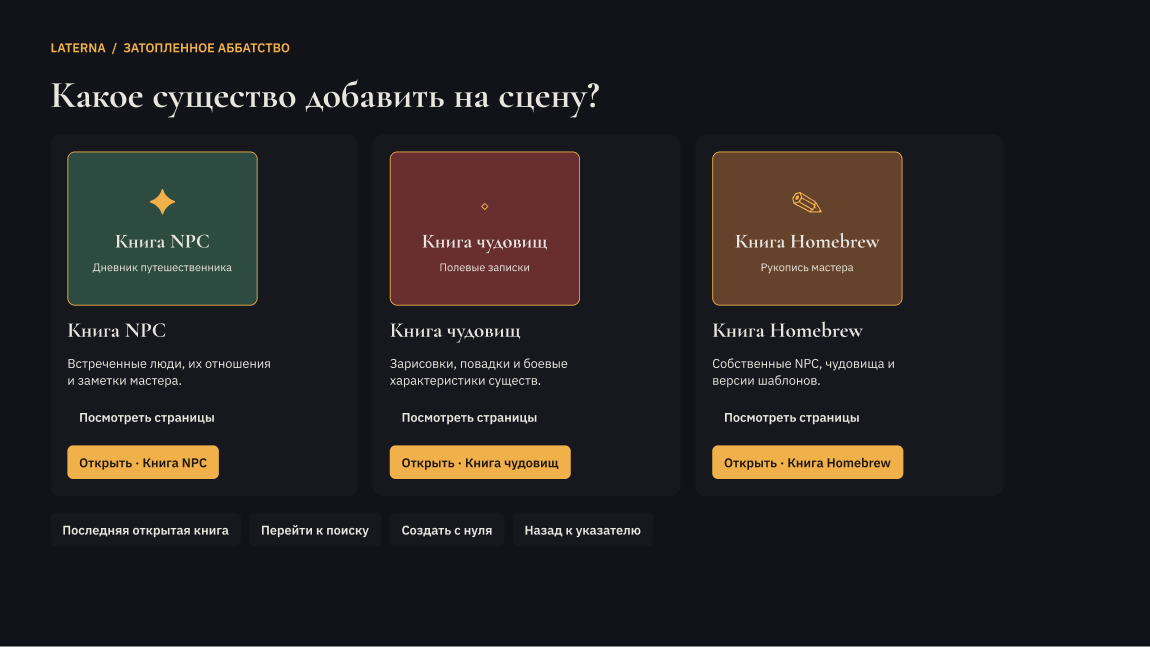 LATERNA / ЗАТОПЛЕННОЕ АББАТСТВО
Какое существо добавить на сцену?
Книга NPC
Дневник путешественника
Книга NPC
Встреченные люди, их отношения
и заметки мастера.
Посмотреть страницы
Открыть · Книга NPC
Книга чудовищ
Полевые записки
Книга чудовищ
Зарисовки, повадки и боевые
характеристики существ.
Посмотреть страницы
Открыть · Книга чудовищ
Книга Homebrew
Рукопись мастера
Книга Homebrew
Собственные NPC, чудовища и
версии шаблонов.
Посмотреть страницы
Открыть · Книга Homebrew
Последняя открытая книга
Перейти к поиску
Создать с нуля
Назад к указателю